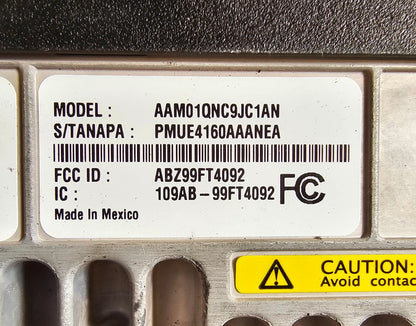 MODEL : AAM01QNC9JC1AN
S/TANAPA : PMUE4160AAANEA
FCC ID : ABZ99FT4092
IC : 109AB-99FT4092 FC
Made In Mexico
CAUTION:
Avoid contac